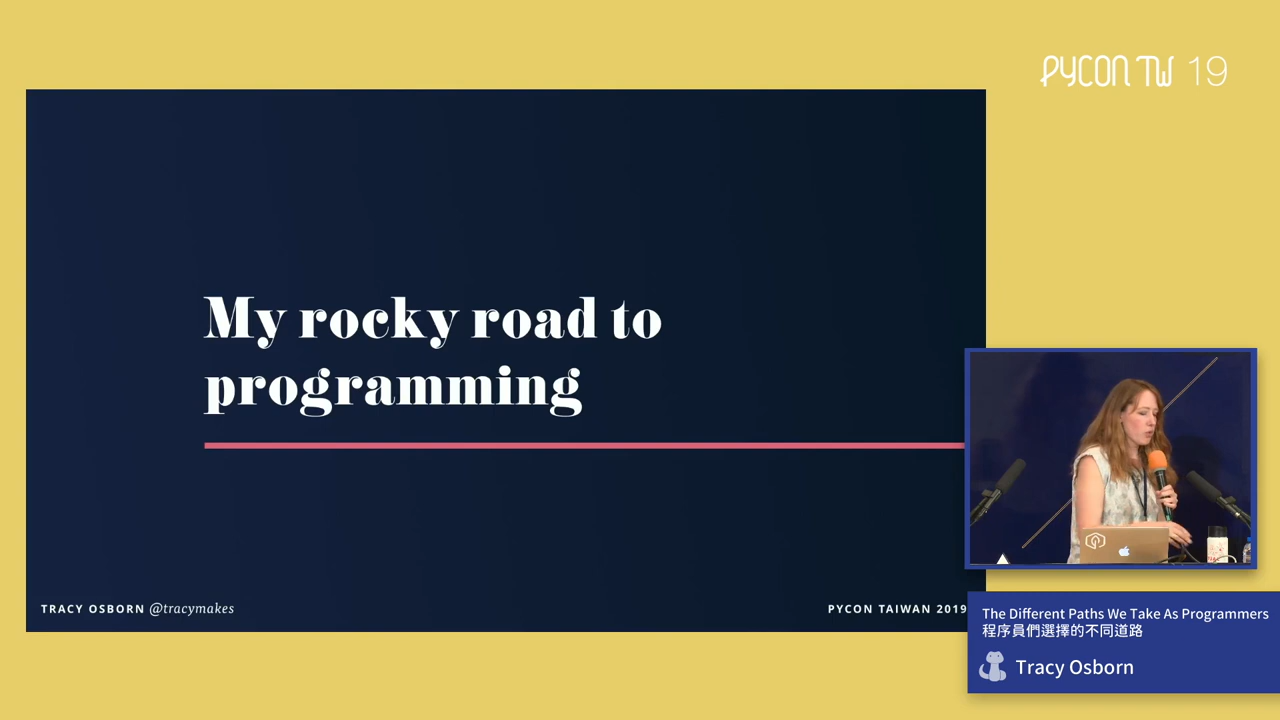 PYCON TW 19
My rocky road to
programming
TRACY OSBORN @tracymakes
PYCON TAIWAN 2019
The Different Paths We Take As Programmers
程序員們選擇的不同道路
Tracy Osborn